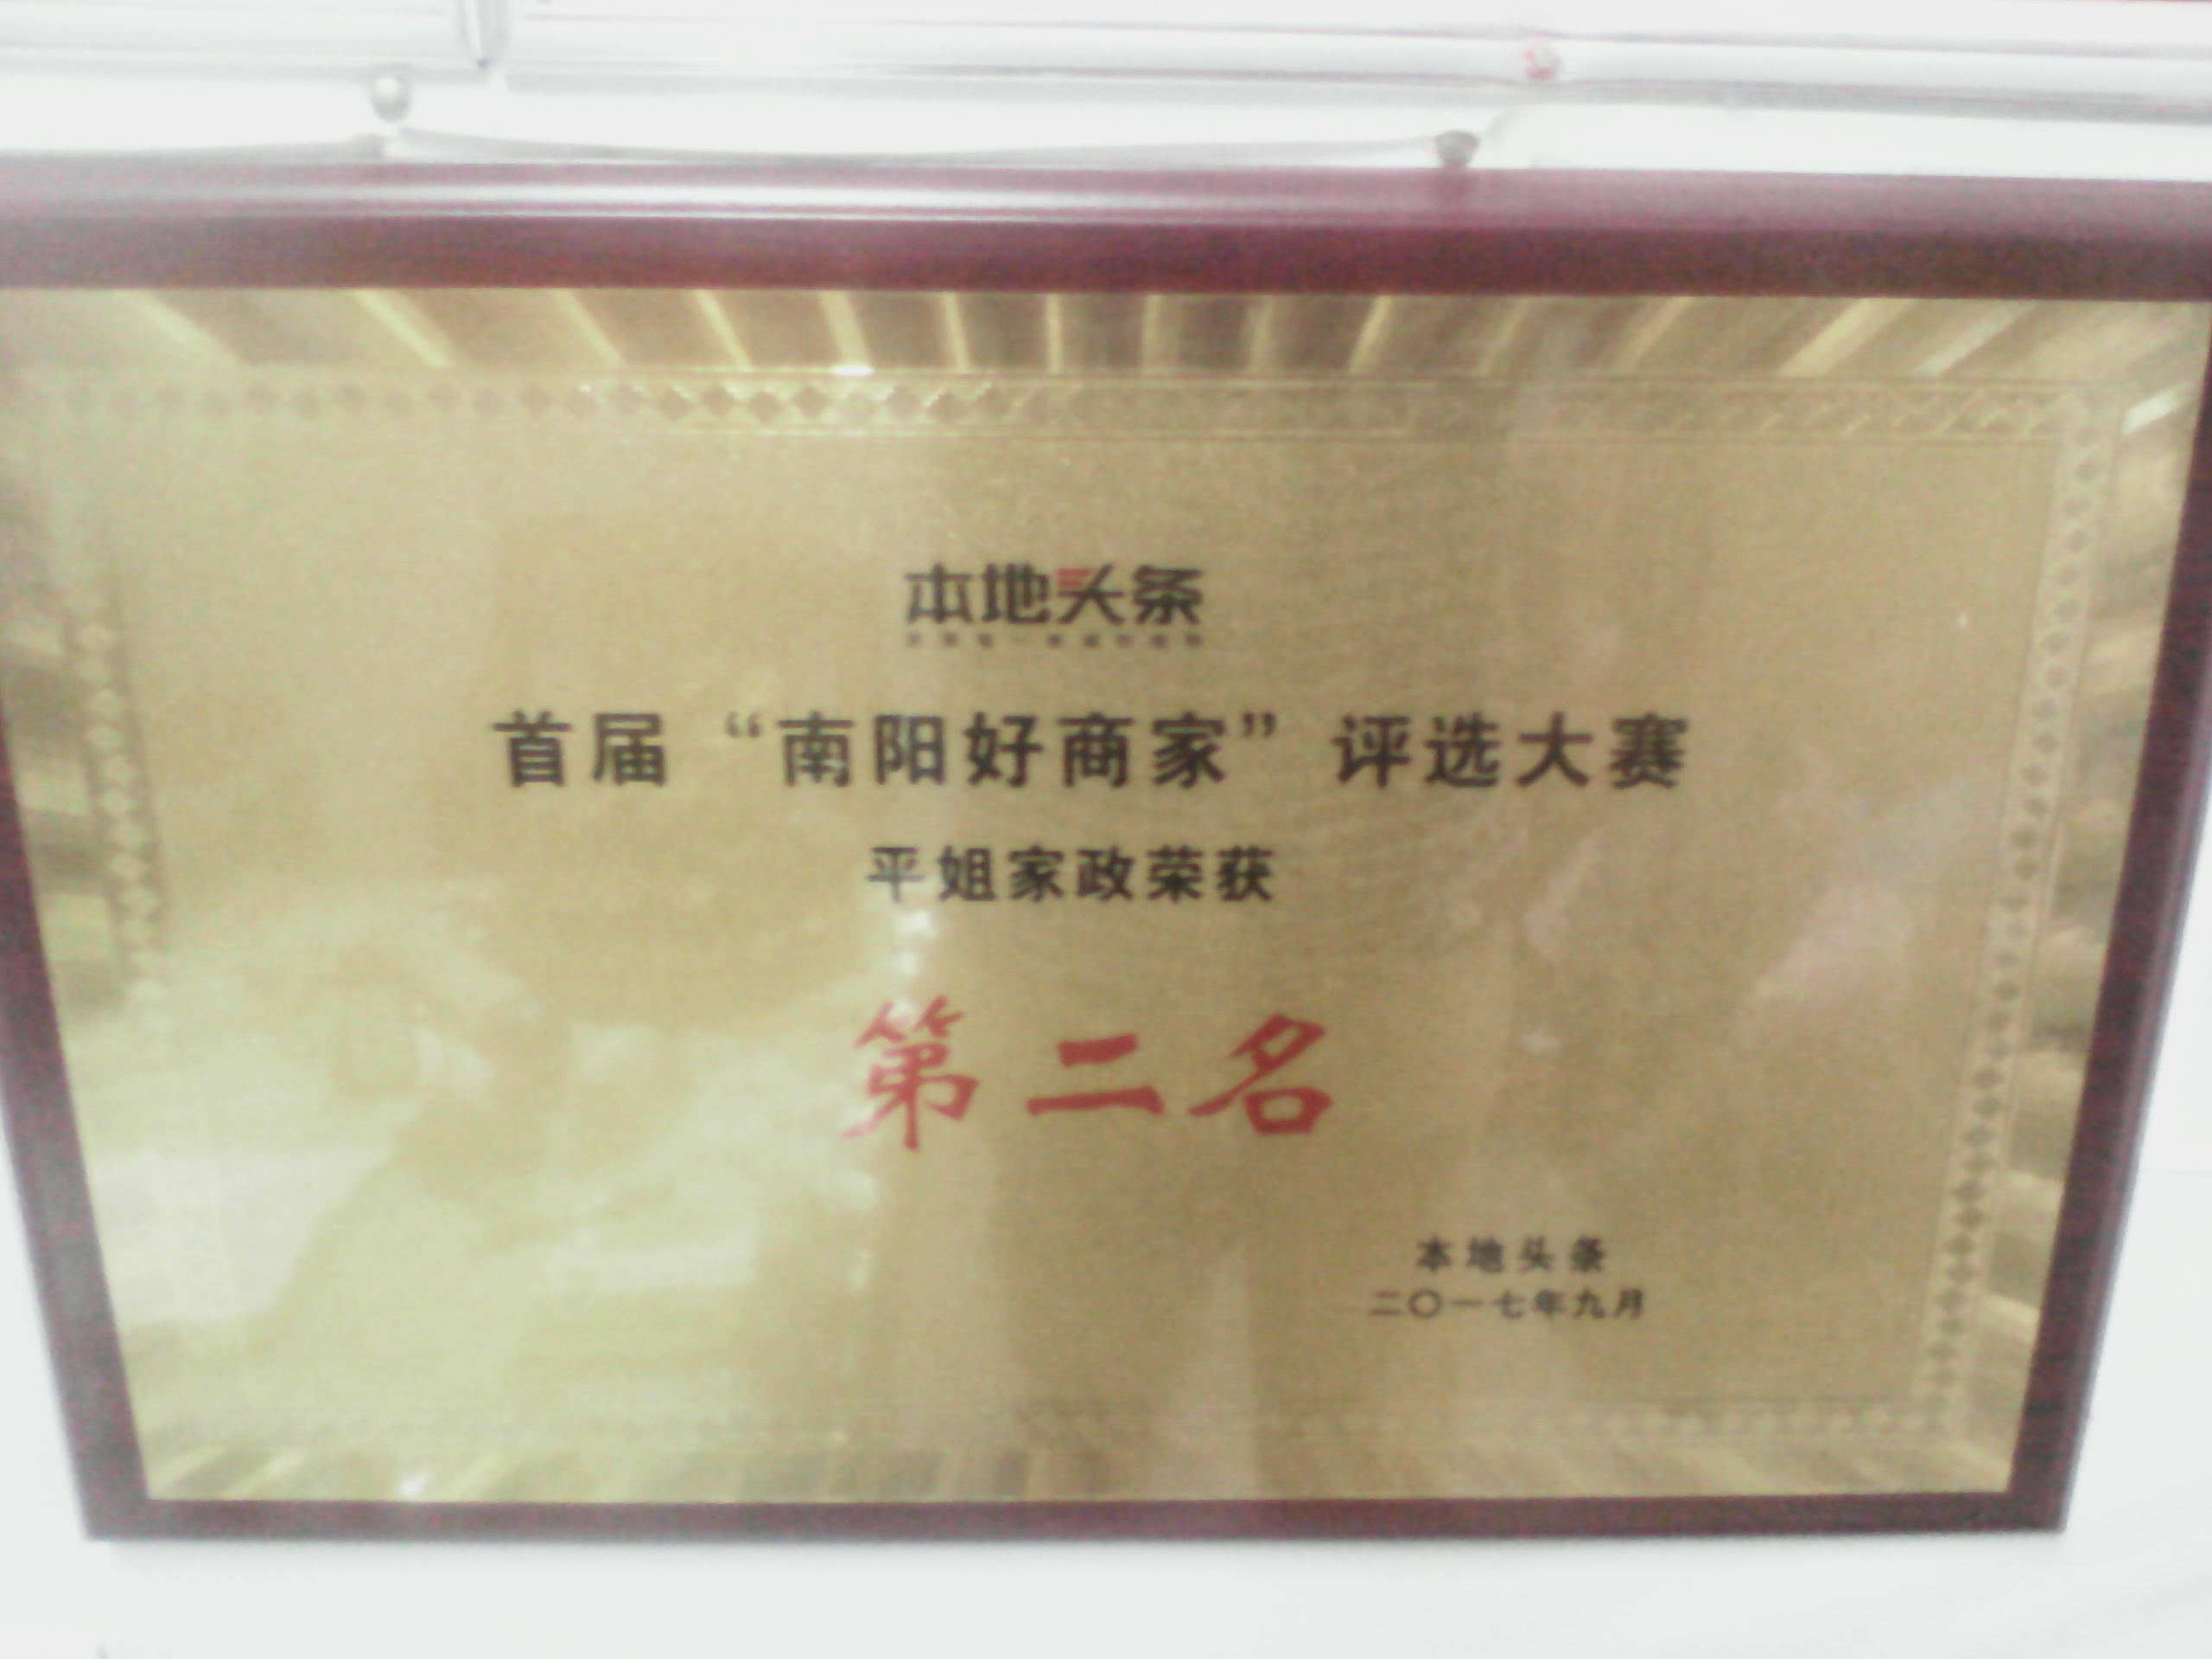 本地头条
首届“南阳好商家”评选大赛
平姐家政荣获
第二名
本地头条
二〇一七年九月